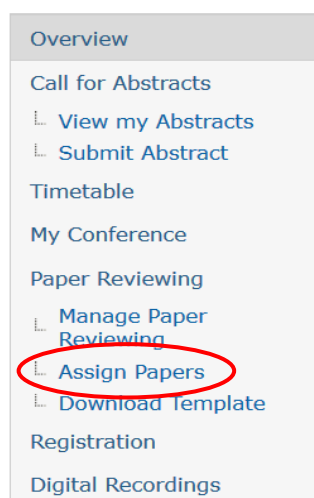 Overview
Call for Abstracts
View my Abstracts
Submit Abstract
Timetable
My Conference
Paper Reviewing
Manage Paper
Reviewing
Assign Papers
Download Template
Registration
Digital Recordings